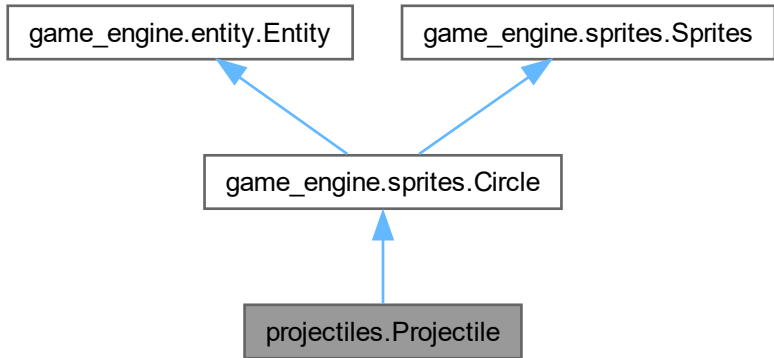 game_engine.entity.Entity
game_engine.sprites.Sprites
game_engine.sprites.Circle
projectiles.Projectile